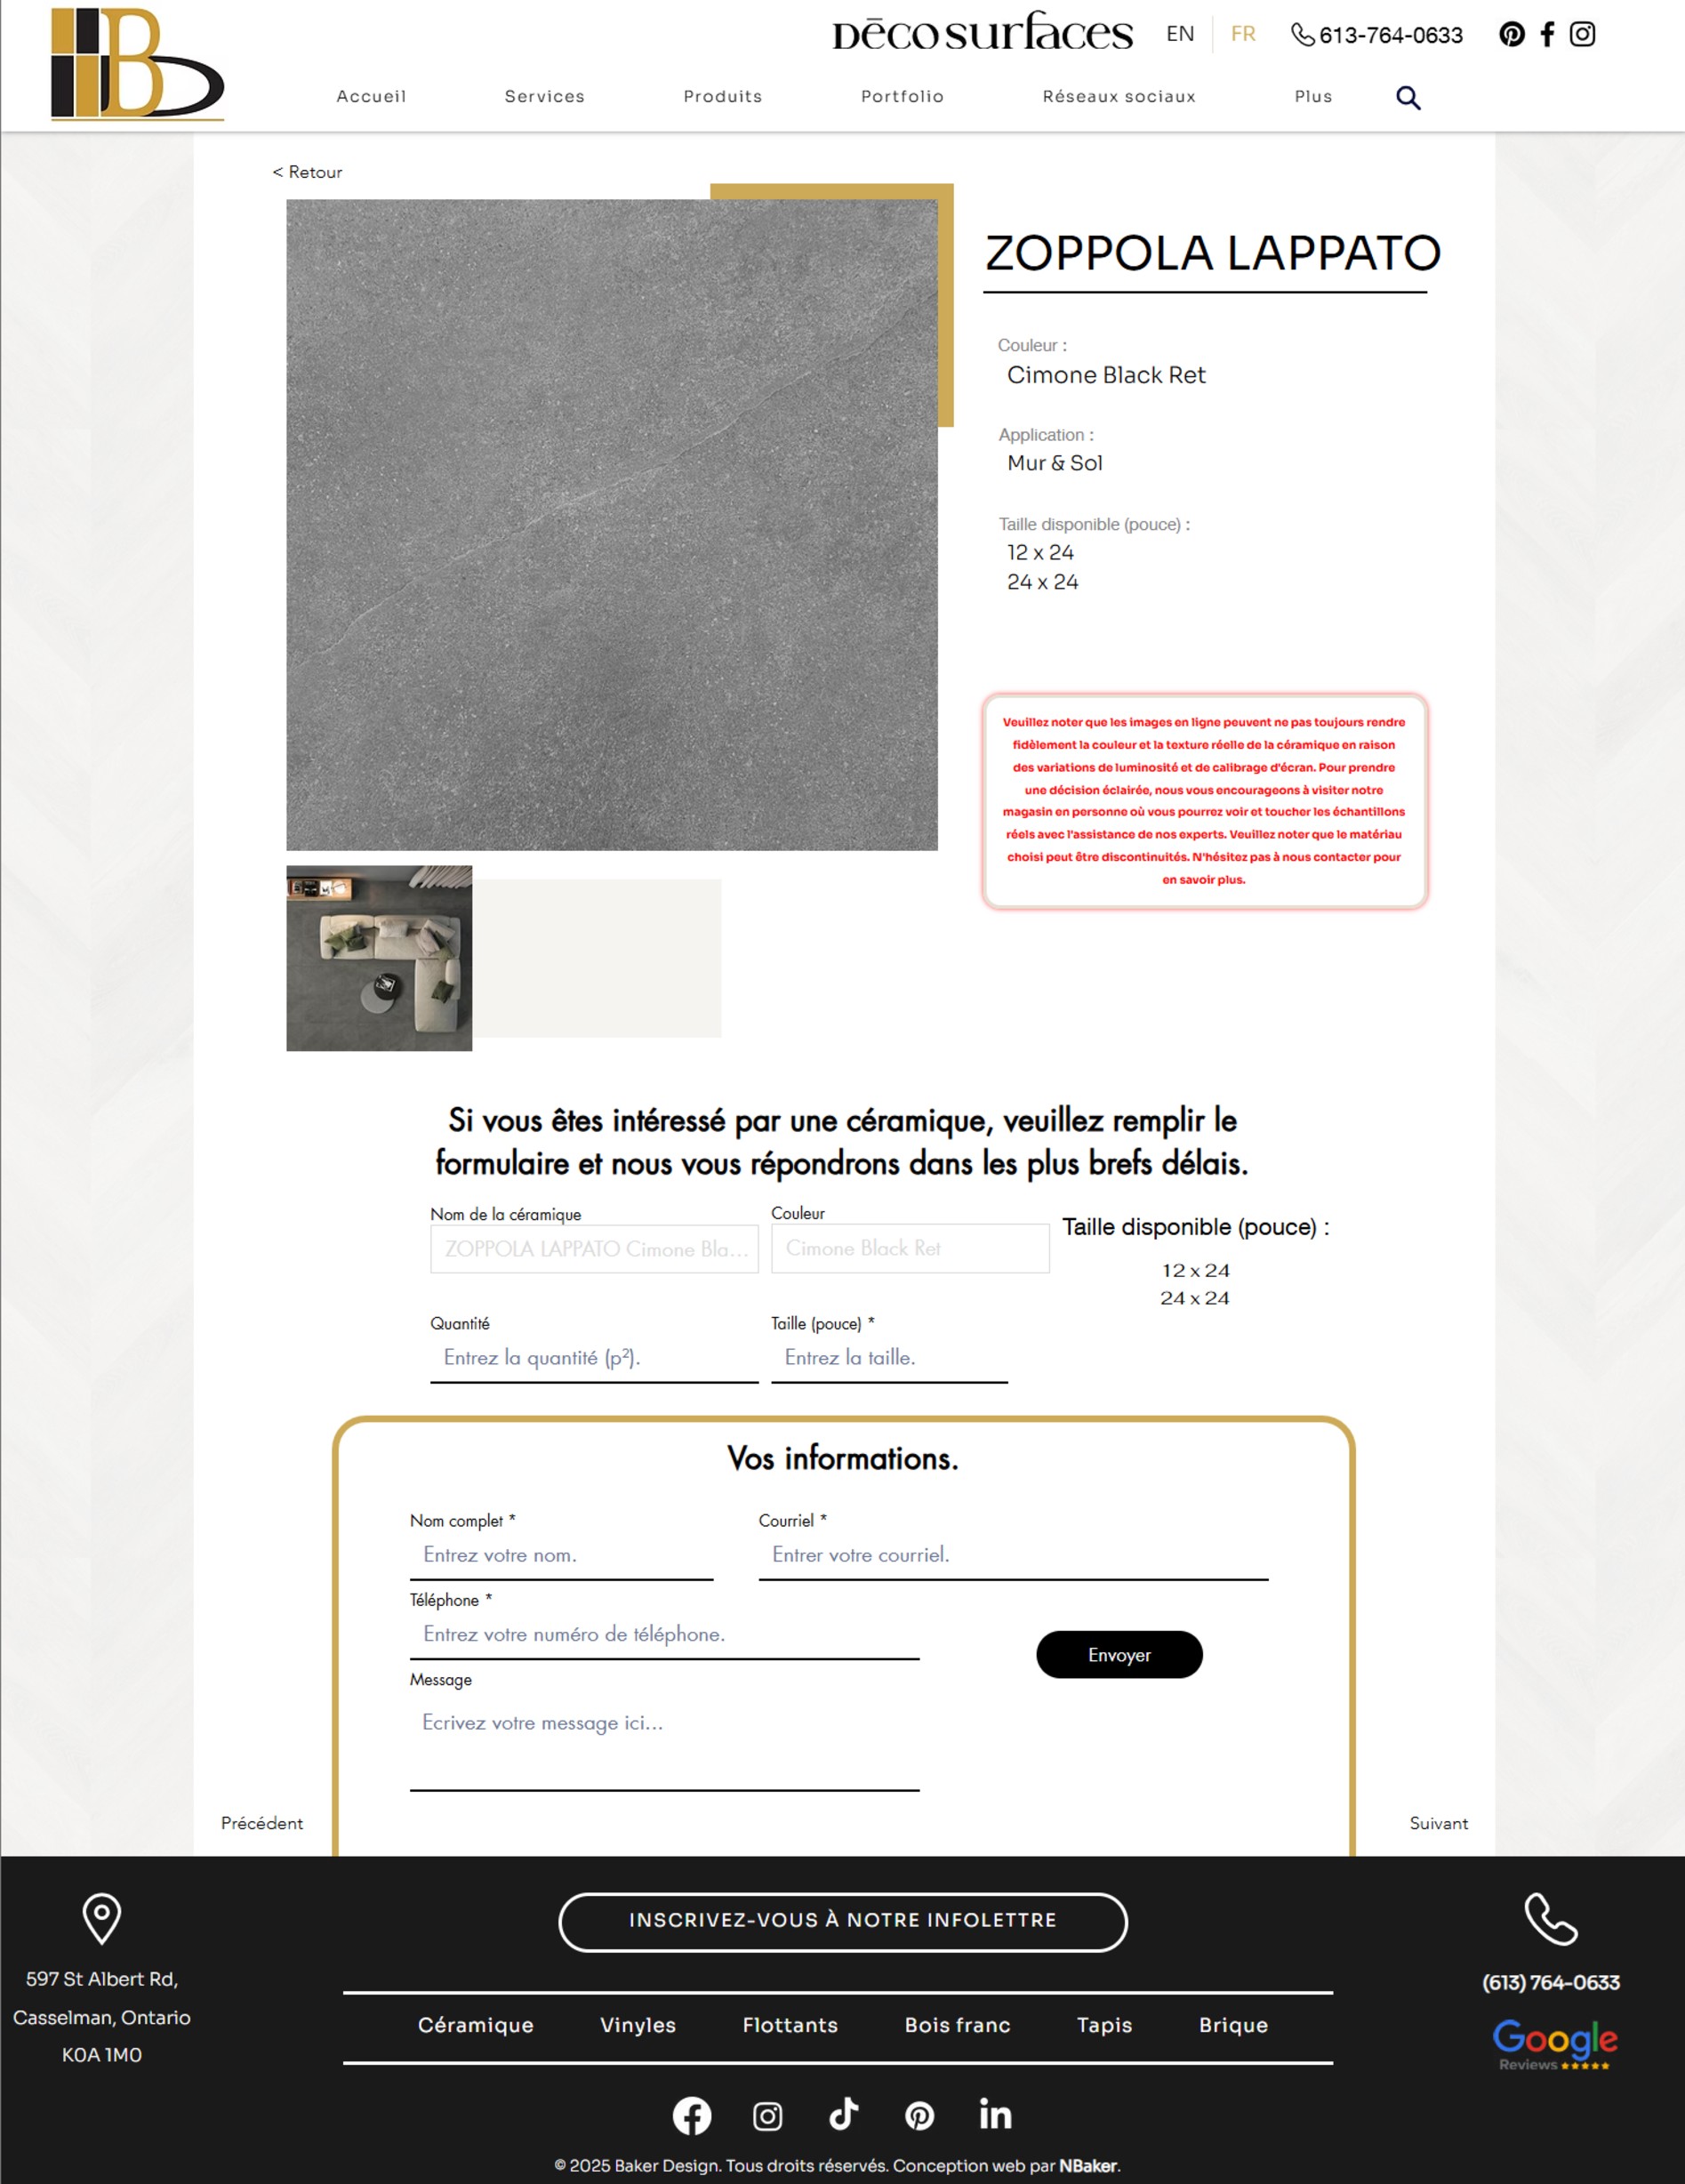 DēcO surfaces
EN
FR
613-764-0633
Accueil
Services
Produits
Portfolio
Réseaux sociaux
Plus
< Retour
ZOPPOLA LAPPATO
Couleur :
Cimone Black Ret
Application :
Mur & Sol
Taille disponible (pouce) :
12 x 24
24 x 24
Veuillez noter que les images en ligne peuvent ne pas toujours rendre
fidèlement la couleur et la texture réelle de la céramique en raison
des variations de luminosité et de calibrage d'écran. Pour prendre
une décision éclairée, nous vous encourageons à visiter notre
magasin en personne où vous pourrez voir et toucher les échantillons
réels avec l'assistance de nos experts. Veuillez noter que le matériau
choisi peut être discontinuités. N'hésitez pas à nous contacter pour
en savoir plus.
Si vous êtes intéressé par une céramique, veuillez remplir le
formulaire et nous vous répondrons dans les plus brefs délais.
Nom de la céramique
ZOPPOLA LAPPATO Cimone Bla...
Couleur
Cimone Black Ret
Taille disponible (pouce) :
12 x 24
24 x 24
Quantité
Entrez la quantité (p²).
Taille (pouce) *
Entrez la taille.
Vos informations.
Nom complet *
Entrez votre nom.
Courriel *
Entrer votre courriel.
Téléphone *
Entrez votre numéro de téléphone.
Envoyer
Message
Ecrivez votre message ici...
Précédent
Suivant
INSCRIVEZ-VOUS À NOTRE INFOLETTRE
597 St Albert Rd,
Casselman, Ontario
K0A 1M0
(613) 764-0633
Céramique
Vinyles
Flottants
Bois franc
Tapis
Brique
Google
Reviews
© 2025 Baker Design. Tous droits réservés. Conception web par NBaker.